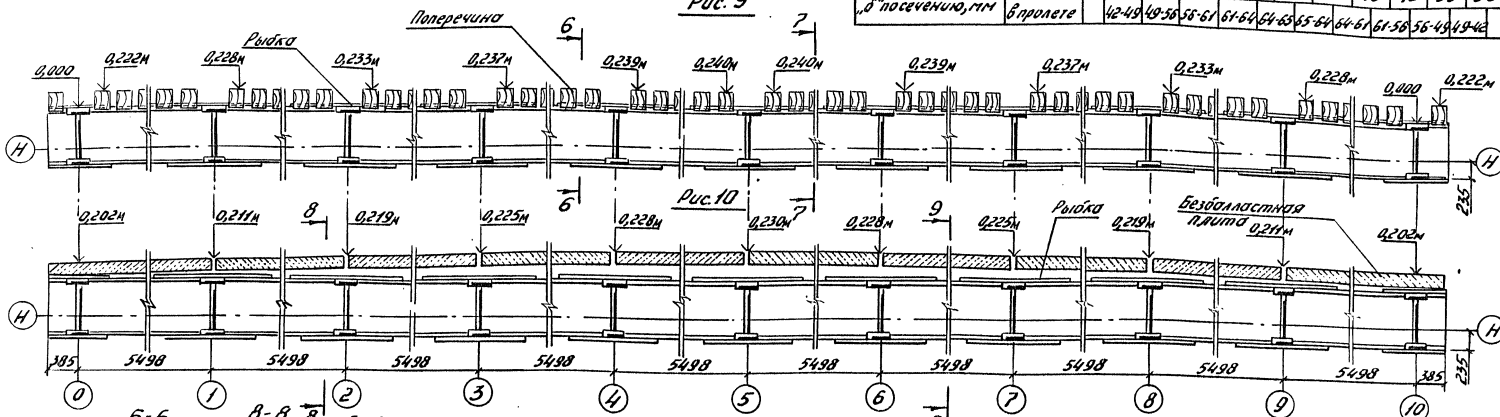 Рис. 9
„б" по сечению, мм в пролете 42-49 49-56 56-61 61-64 64-65 65-64 64-61 61-56 56-49 49-42
Поперечина
Рыбка
6 7
0,000 0,222м 0,228м 0,233м 0,237м 0,239м 0,240м 0,240м 0,239м 0,237м 0,233м 0,228м 0,000 0,222м
Н Н
235
6 Рис. 10 7
0,202м 0,211м 8 0,219м 0,225м 0,228м 0,230м 0,228м 9 0,225м 0,219м 0,211м 0,202м
Рыбка
Безбалластная
плита
Н Н
235
385 5498 5498 5498 5498 5498 5498 5498 5498 5498 5498 385
0 1 2 3 4 5 6 7 8 9 10
6-6 8-8 8